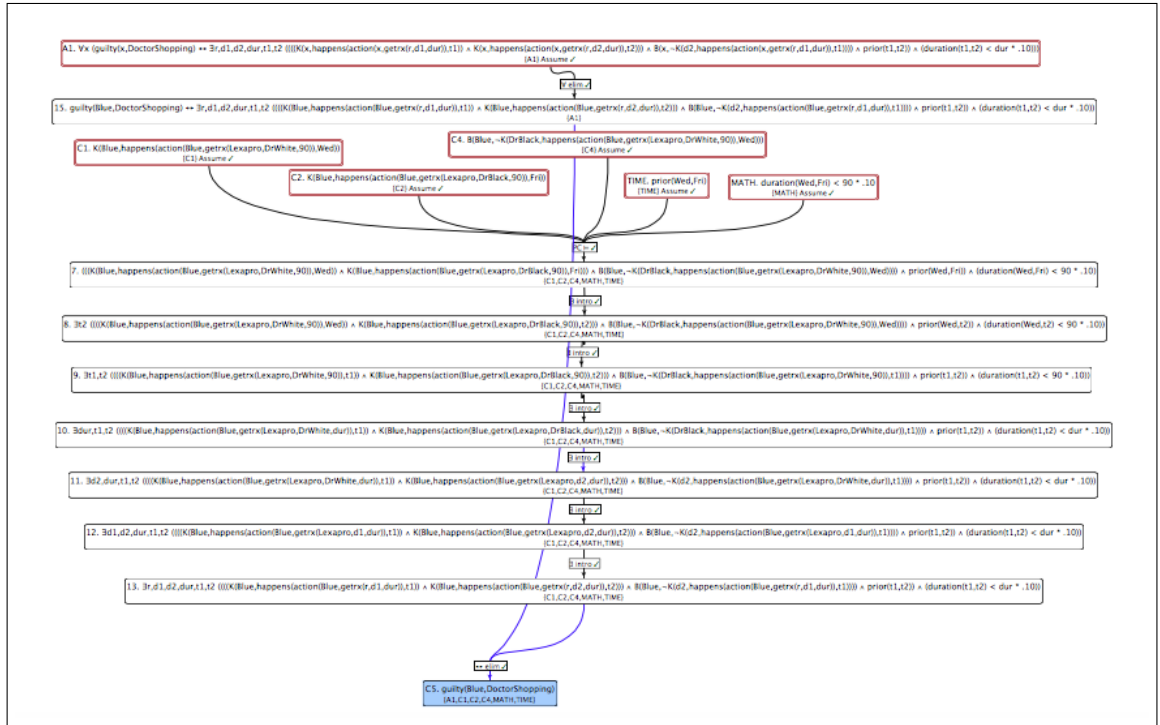 A1. ∀x (guilty(x,DoctorShopping) ↔ ∃r,d1,d2,dur,t1,t2 ((((K(x,happens(action(x,getrx(r,d1,dur)),t1)) ∧ K(x,happens(action(x,getrx(r,d2,dur)),t2))) ∧ B(x,¬K(d2,happens(action(x,getrx(r,d1,dur)),t1)))) ∧ prior(t1,t2)) ∧ (duration(t1,t2) < dur * .10)))
{A1} Assume ✓
∀ elim ✓
15. guilty(Blue,DoctorShopping) ↔ ∃r,d1,d2,dur,t1,t2 ((((K(Blue,happens(action(Blue,getrx(r,d1,dur)),t1)) ∧ K(Blue,happens(action(Blue,getrx(r,d2,dur)),t2))) ∧ B(Blue,¬K(d2,happens(action(Blue,getrx(r,d1,dur)),t1)))) ∧ prior(t1,t2)) ∧ (duration(t1,t2) < dur * .10))
{A1}
C4. B(Blue,¬K(DrBlack,happens(action(Blue,getrx(Lexapro,DrWhite,90)),Wed)))
{C4} Assume ✓
C1. K(Blue,happens(action(Blue,getrx(Lexapro,DrWhite,90)),Wed))
{C1} Assume ✓
C2. K(Blue,happens(action(Blue,getrx(Lexapro,DrBlack,90)),Fri))
{C2} Assume ✓
TIME. prior(Wed,Fri)
{TIME} Assume ✓
MATH. duration(Wed,Fri) < 90 * .10
{MATH} Assume ✓
PC ⊢ ✓
7. ((((K(Blue,happens(action(Blue,getrx(Lexapro,DrWhite,90)),Wed)) ∧ K(Blue,happens(action(Blue,getrx(Lexapro,DrBlack,90)),Fri))) ∧ B(Blue,¬K(DrBlack,happens(action(Blue,getrx(Lexapro,DrWhite,90)),Wed)))) ∧ prior(Wed,Fri)) ∧ (duration(Wed,Fri) < 90 * .10)
{C1,C2,C4,MATH,TIME}
∃ intro ✓
8. ∃t2 ((((K(Blue,happens(action(Blue,getrx(Lexapro,DrWhite,90)),Wed)) ∧ K(Blue,happens(action(Blue,getrx(Lexapro,DrBlack,90)),t2))) ∧ B(Blue,¬K(DrBlack,happens(action(Blue,getrx(Lexapro,DrWhite,90)),Wed)))) ∧ prior(Wed,t2)) ∧ (duration(Wed,t2) < 90 * .10))
{C1,C2,C4,MATH,TIME}
∃ intro ✓
9. ∃t1,t2 ((((K(Blue,happens(action(Blue,getrx(Lexapro,DrWhite,90)),t1)) ∧ K(Blue,happens(action(Blue,getrx(Lexapro,DrBlack,90)),t2))) ∧ B(Blue,¬K(DrBlack,happens(action(Blue,getrx(Lexapro,DrWhite,90)),t1)))) ∧ prior(t1,t2)) ∧ (duration(t1,t2) < 90 * .10))
{C1,C2,C4,MATH,TIME}
∃ intro ✓
10. ∃dur,t1,t2 ((((K(Blue,happens(action(Blue,getrx(Lexapro,DrWhite,dur)),t1)) ∧ K(Blue,happens(action(Blue,getrx(Lexapro,DrBlack,dur)),t2))) ∧ B(Blue,¬K(DrBlack,happens(action(Blue,getrx(Lexapro,DrWhite,dur)),t1)))) ∧ prior(t1,t2)) ∧ (duration(t1,t2) < dur * .10))
{C1,C2,C4,MATH,TIME}
∃ intro ✓
11. ∃d2,dur,t1,t2 ((((K(Blue,happens(action(Blue,getrx(Lexapro,DrWhite,dur)),t1)) ∧ K(Blue,happens(action(Blue,getrx(Lexapro,d2,dur)),t2))) ∧ B(Blue,¬K(d2,happens(action(Blue,getrx(Lexapro,DrWhite,dur)),t1)))) ∧ prior(t1,t2)) ∧ (duration(t1,t2) < dur * .10))
{C1,C2,C4,MATH,TIME}
∃ intro ✓
12. ∃d1,d2,dur,t1,t2 ((((K(Blue,happens(action(Blue,getrx(Lexapro,d1,dur)),t1)) ∧ K(Blue,happens(action(Blue,getrx(Lexapro,d2,dur)),t2))) ∧ B(Blue,¬K(d2,happens(action(Blue,getrx(Lexapro,d1,dur)),t1)))) ∧ prior(t1,t2)) ∧ (duration(t1,t2) < dur * .10))
{C1,C2,C4,MATH,TIME}
∃ intro ✓
13. ∃r,d1,d2,dur,t1,t2 ((((K(Blue,happens(action(Blue,getrx(r,d1,dur)),t1)) ∧ K(Blue,happens(action(Blue,getrx(r,d2,dur)),t2))) ∧ B(Blue,¬K(d2,happens(action(Blue,getrx(r,d1,dur)),t1)))) ∧ prior(t1,t2)) ∧ (duration(t1,t2) < dur * .10))
{C1,C2,C4,MATH,TIME}
↔ elim ✓
C5. guilty(Blue,DoctorShopping)
{A1,C1,C2,C4,MATH,TIME}